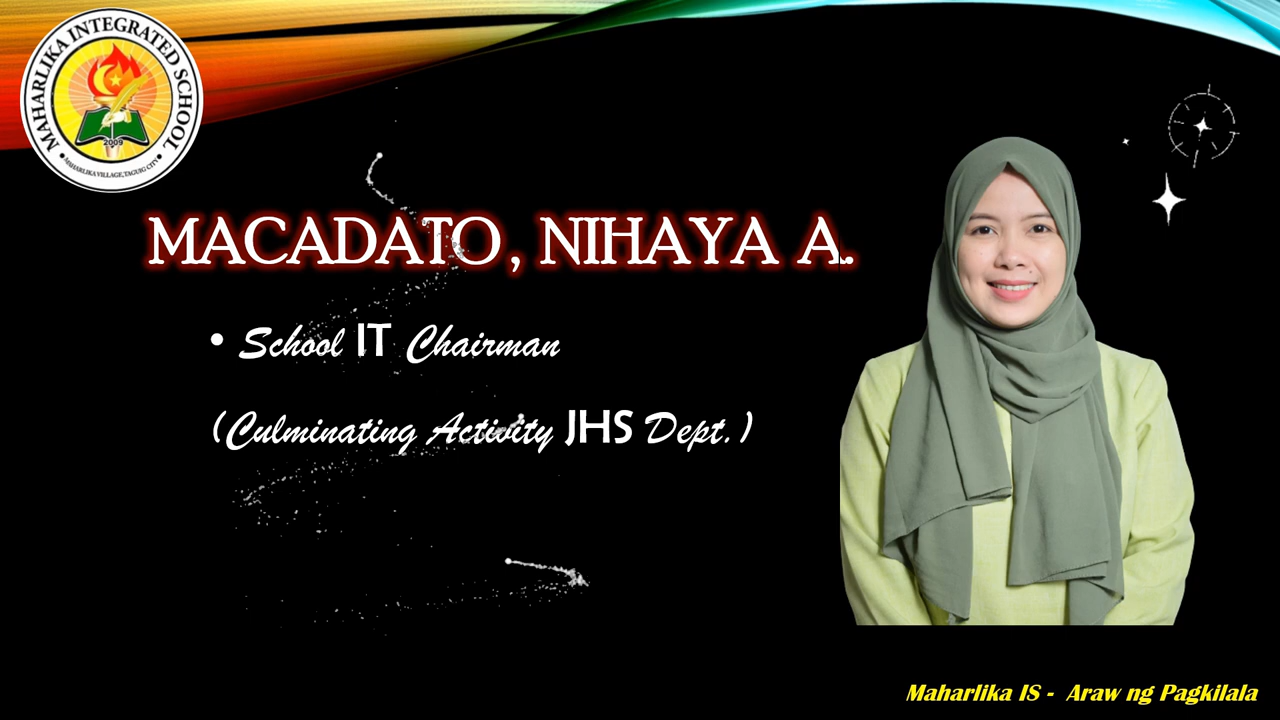 MAHARLIKA INTEGRATED SCHOOL
2009
MAHARLIKA VILLAGE, TAGUIG CITY
MACADATO, NIHAYA A.
• School IT Chairman
(Culminating Activity JHS Dept.)
Maharlika IS - Araw ng Pagkilala